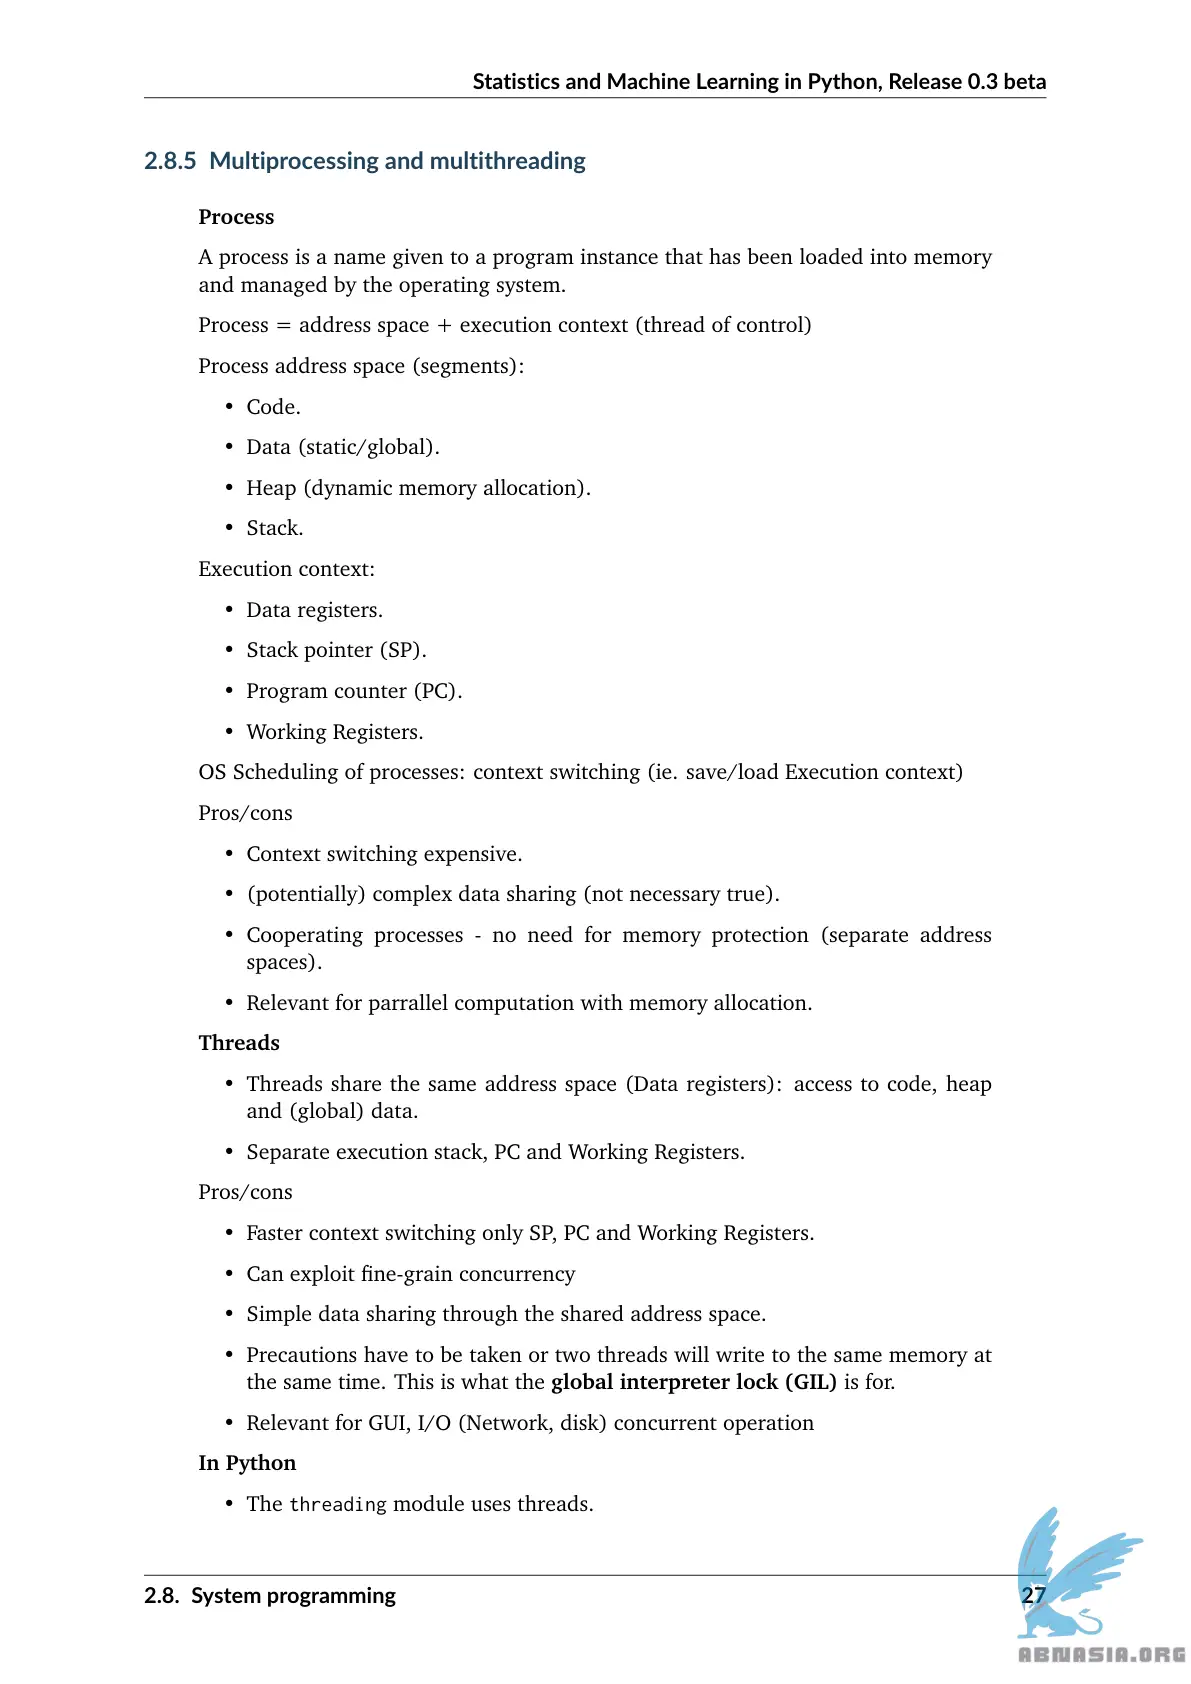 Statistics and Machine Learning in Python, Release 0.3 beta
2.8.5 Multiprocessing and multithreading
Process
A process is a name given to a program instance that has been loaded into memory
and managed by the operating system.
Process = address space + execution context (thread of control)
Process address space (segments):
• Code.
• Data (static/global).
• Heap (dynamic memory allocation).
• Stack.
Execution context:
• Data registers.
• Stack pointer (SP).
• Program counter (PC).
• Working Registers.
OS Scheduling of processes: context switching (ie. save/load Execution context)
Pros/cons
• Context switching expensive.
• (potentially) complex data sharing (not necessary true).
• Cooperating processes - no need for memory protection (separate address
spaces).
• Relevant for parrallel computation with memory allocation.
Threads
• Threads share the same address space (Data registers): access to code, heap
and (global) data.
• Separate execution stack, PC and Working Registers.
Pros/cons
• Faster context switching only SP, PC and Working Registers.
• Can exploit fine-grain concurrency
• Simple data sharing through the shared address space.
• Precautions have to be taken or two threads will write to the same memory at
the same time. This is what the global interpreter lock (GIL) is for.
• Relevant for GUI, I/O (Network, disk) concurrent operation
In Python
• The threading module uses threads.
2.8. System programming 27
ABNASIA.ORG